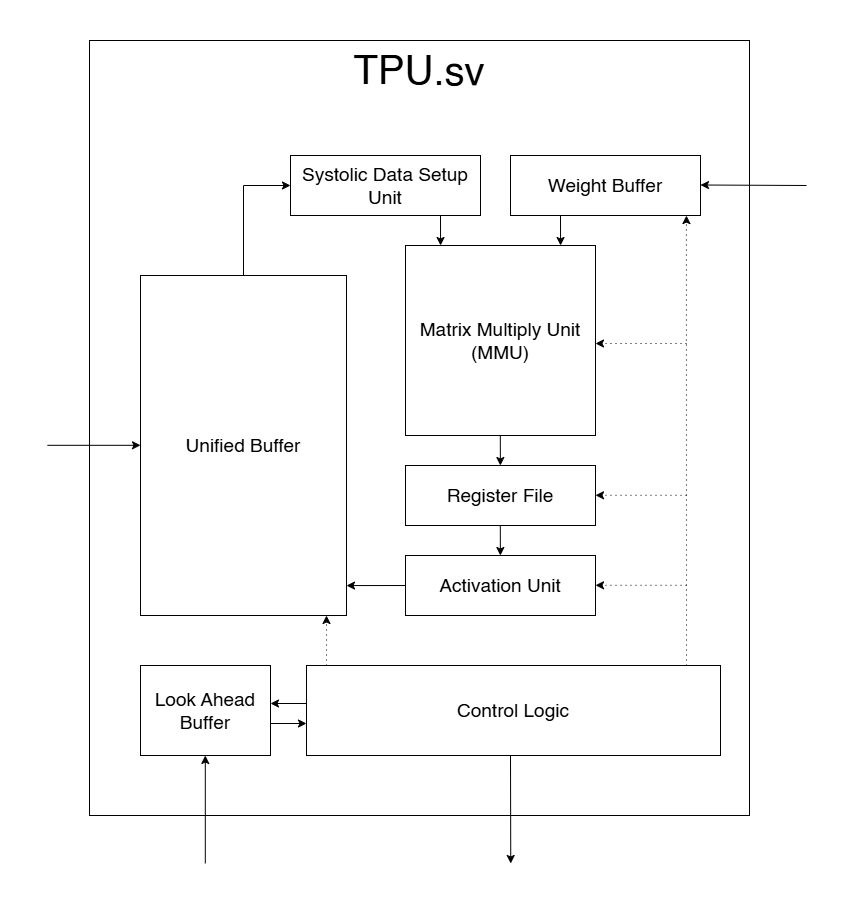 TPU.sv
Systolic Data Setup
Unit
Weight Buffer
Matrix Multiply Unit
(MMU)
Unified Buffer
Register File
Activation Unit
Look Ahead
Buffer
Control Logic